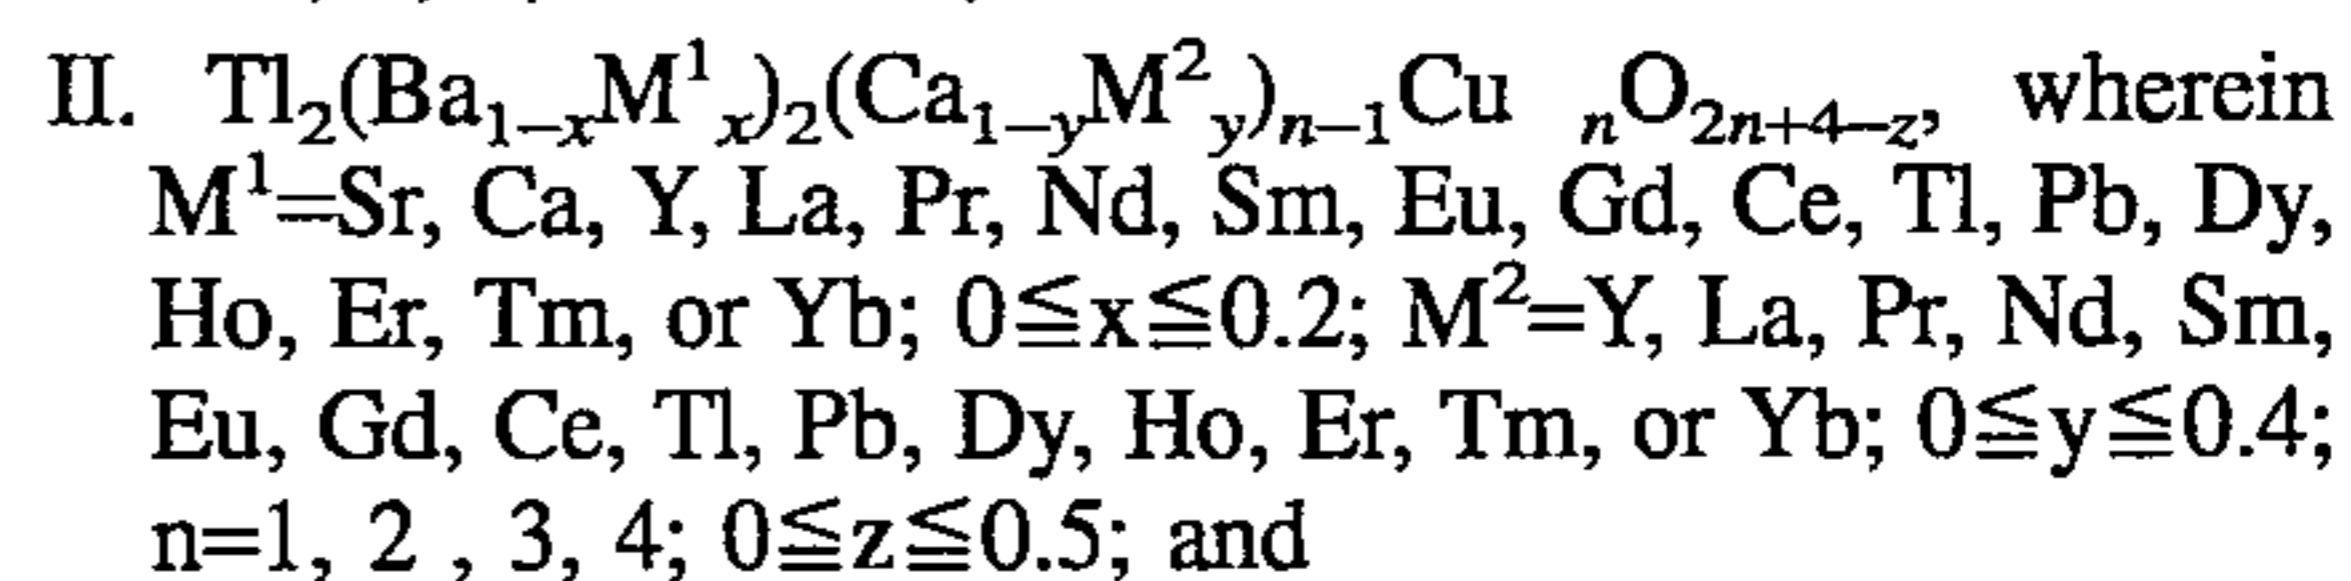 II. Tl₂(Ba₁₋ₓM¹ₓ)₂(Ca₁₋ᵧM²ᵧ)ₙ₋₁Cu ₙO₂ₙ₊₄₋𝓏, wherein
M¹=Sr, Ca, Y, La, Pr, Nd, Sm, Eu, Gd, Ce, Tl, Pb, Dy,
Ho, Er, Tm, or Yb; 0≦x≦0.2; M²=Y, La, Pr, Nd, Sm,
Eu, Gd, Ce, Tl, Pb, Dy, Ho, Er, Tm, or Yb; 0≦y≦0.4;
n=1, 2 , 3, 4; 0≦z≦0.5; and